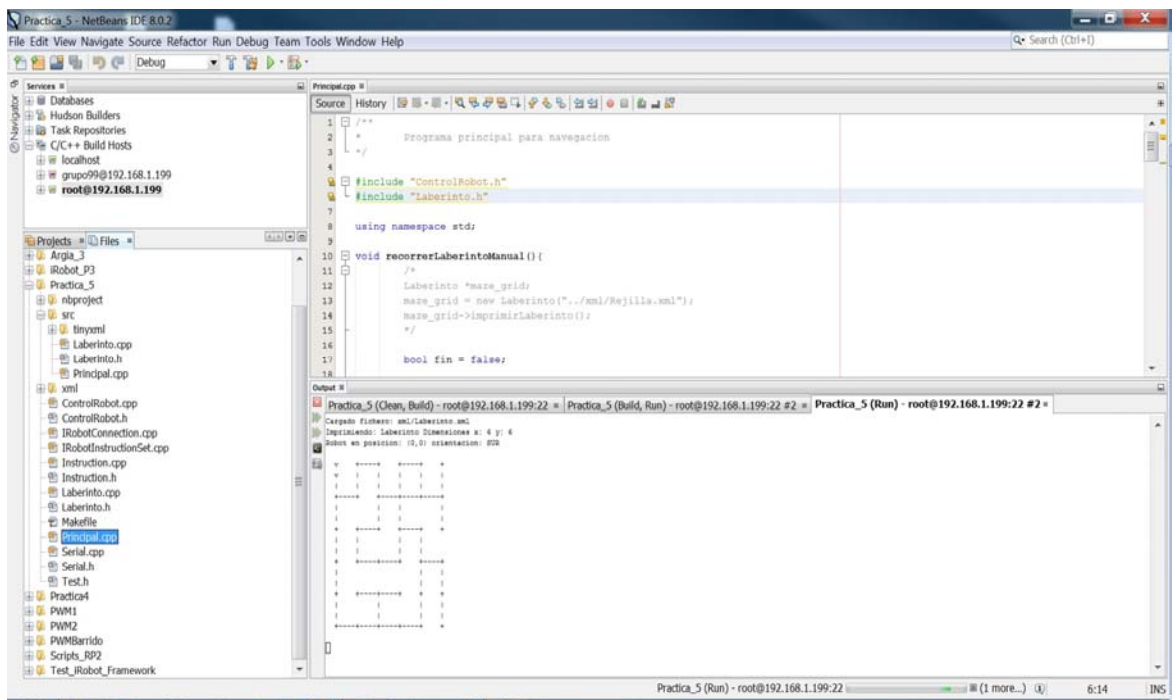 Practica_5 - NetBeans IDE 8.0.2
File Edit View Navigate Source Refactor Run Debug Team Tools Window Help
Search (Ctrl+I)
Debug
Navigator
Services
Databases
Hudson Builders
Task Repositories
C/C++ Build Hosts
localhost
grupo99@192.168.1.199
root@192.168.1.199
Projects Files
Argia_3
iRobot_P3
Practica_5
nbproject
src
tinyxml
Laberinto.cpp
Laberinto.h
Principal.cpp
xml
ControlRobot.cpp
ControlRobot.h
IRobotConnection.cpp
IRobotInstructionSet.cpp
Instruction.cpp
Instruction.h
Laberinto.cpp
Laberinto.h
Makefile
Principal.cpp
Serial.cpp
Serial.h
Test.h
Practica4
PWM1
PWM2
PWMBarrido
Scripts_RP2
Test_iRobot_Framework
Principal.cpp
Source History
1 /**
2 * Programa principal para navegacion
3 */
4
#include "ControlRobot.h"
#include "Laberinto.h"
7
8 using namespace std;
9
10 void recorrerLaberintoManual(){
11 /*
12 Laberinto *maze_grid;
13 maze_grid = new Laberinto("../xml/Rejilla.xml");
14 maze_grid->imprimirLaberinto();
15 */
16
17 bool fin = false;
18
Output
Practica_5 (Clean, Build) - root@192.168.1.199:22 Practica_5 (Build, Run) - root@192.168.1.199:22 #2 Practica_5 (Run) - root@192.168.1.199:22 #2
Cargado fichero: xml/Laberinto.xml
Imprimiendo: Laberinto Dimensiones x: 6 y: 6
Robot en posicion: (0,0) orientacion: SUR
Practica_5 (Run) - root@192.168.1.199:22 (1 more...) 6:14 INS